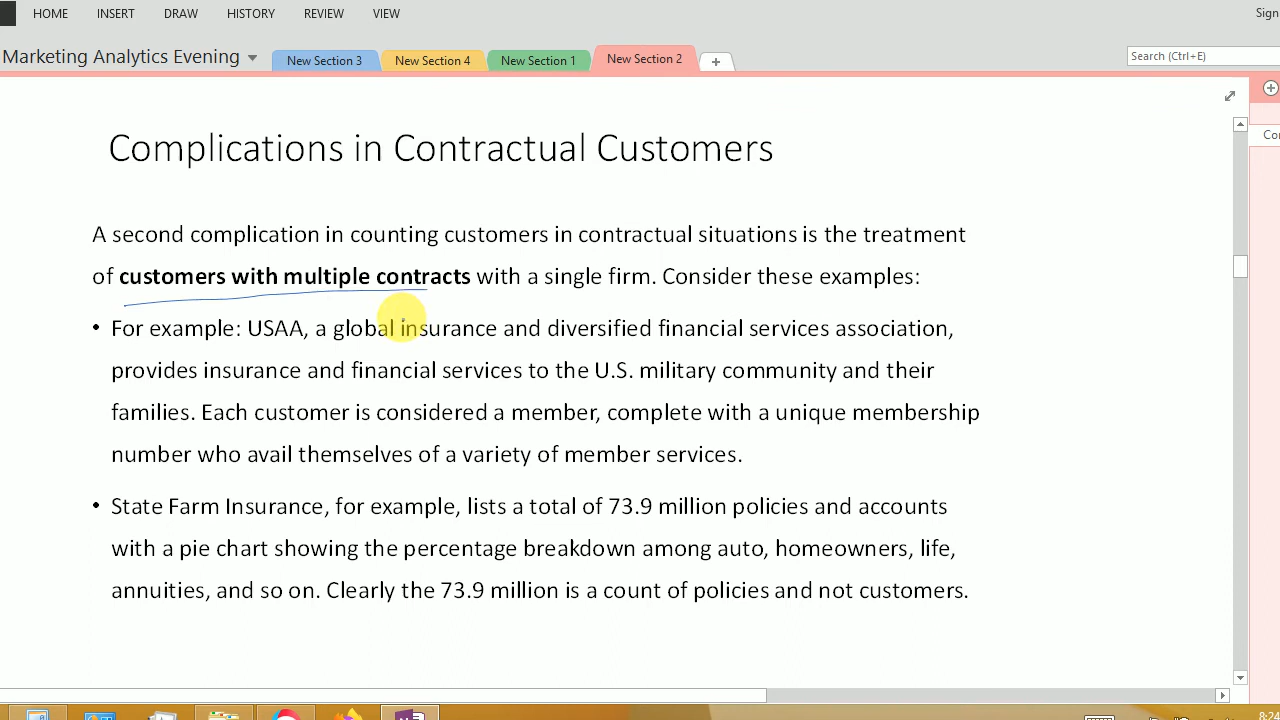 HOME INSERT DRAW HISTORY REVIEW VIEW Sign
Marketing Analytics Evening New Section 3 New Section 4 New Section 1 New Section 2 + Search (Ctrl+E)
Complications in Contractual Customers
A second complication in counting customers in contractual situations is the treatment
of customers with multiple contracts with a single firm. Consider these examples:
• For example: USAA, a global insurance and diversified financial services association,
provides insurance and financial services to the U.S. military community and their
families. Each customer is considered a member, complete with a unique membership
number who avail themselves of a variety of member services.
• State Farm Insurance, for example, lists a total of 73.9 million policies and accounts
with a pie chart showing the percentage breakdown among auto, homeowners, life,
annuities, and so on. Clearly the 73.9 million is a count of policies and not customers.